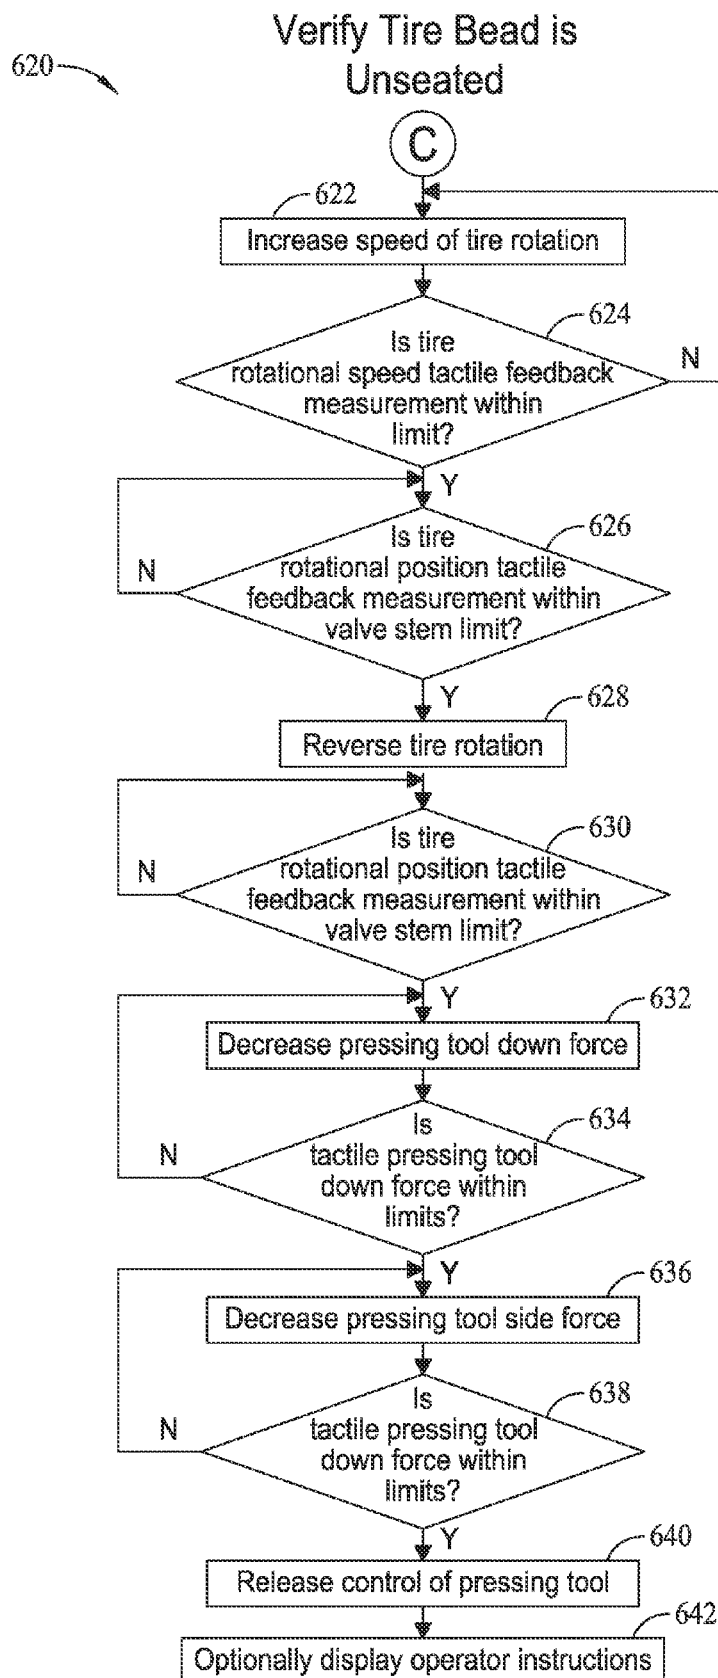 Verify Tire Bead is
Unseated
620
C
622
Increase speed of tire rotation
624
Is tire
rotational speed tactile feedback
measurement within
limit?
N
Y
626
Is tire
rotational position tactile
feedback measurement within
valve stem limit?
N
Y
628
Reverse tire rotation
630
Is tire
rotational position tactile
feedback measurement within
valve stem limit?
N
Y
632
Decrease pressing tool down force
634
Is
tactile pressing tool
down force within
limits?
N
Y
636
Decrease pressing tool side force
638
Is
tactile pressing tool
down force within
limits?
N
Y
640
Release control of pressing tool
642
Optionally display operator instructions